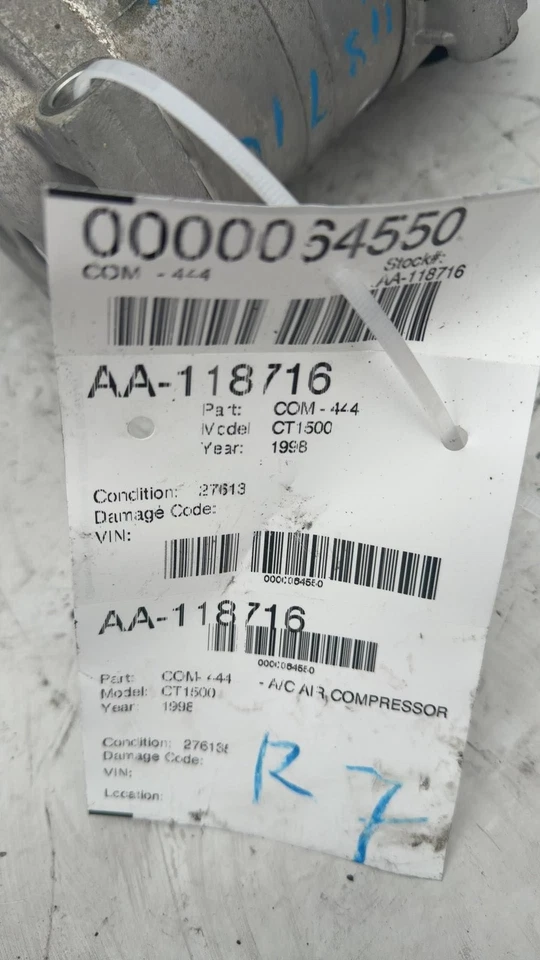 0000064550
COM - 444
Stock#:
AA-118716
AA-118716
Part: COM - 444
Model CT1500
Year: 1998
Condition: 27613
Damage Code:
VIN:
0000064550
AA-118716
0000064550
Part: COM- 444
- A/C AIR COMPRESSOR
Model: CT1500
Year 1998
Condition: 276138
Damage Code:
VIN:
Location:
R 7